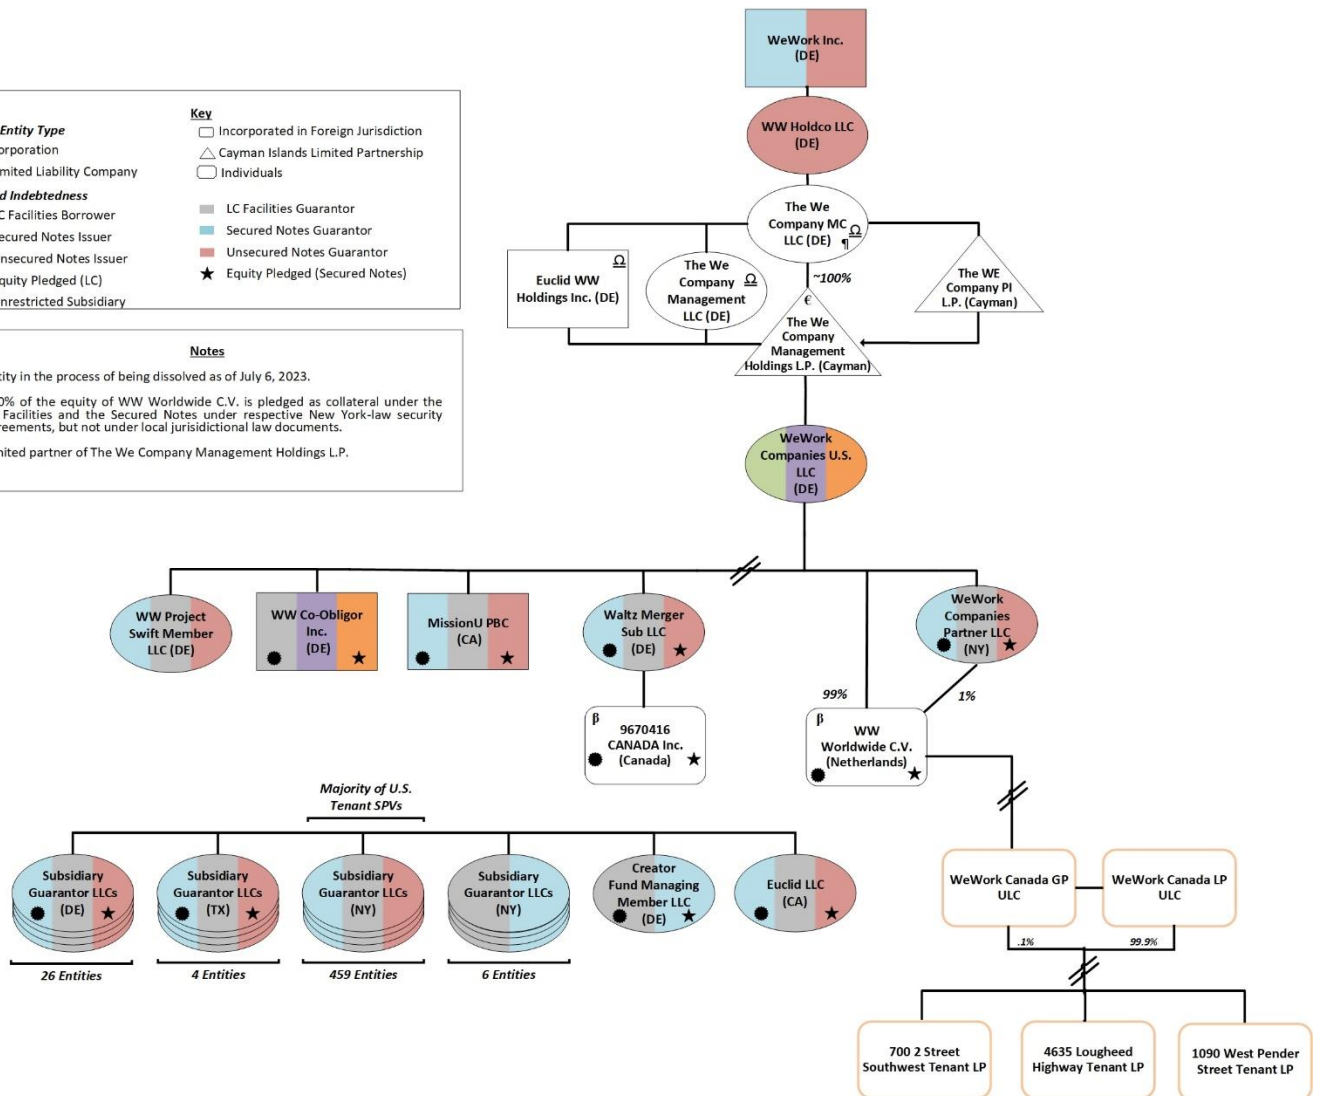 WeWork Inc.
(DE)
WW Holdco LLC
(DE)
The We
Company MC
LLC (DE)
Ω
¶
Euclid WW
Holdings Inc. (DE)
Ω
The We
Company
Management
LLC (DE)
Ω
~100%
€
The We
Company
Management
Holdings L.P. (Cayman)
The WE
Company PI
L.P. (Cayman)
WeWork
Companies U.S.
LLC
(DE)
Entity Type
orporation
mited Liability Company
d Indebtedness
C Facilities Borrower
ecured Notes Issuer
nsecured Notes Issuer
quity Pledged (LC)
nrestricted Subsidiary
Key
Incorporated in Foreign Jurisdiction
Cayman Islands Limited Partnership
Individuals
LC Facilities Guarantor
Secured Notes Guarantor
Unsecured Notes Guarantor
Equity Pledged (Secured Notes)
Notes
tity in the process of being dissolved as of July 6, 2023.
0% of the equity of WW Worldwide C.V. is pledged as collateral under the
Facilities and the Secured Notes under respective New York-law security
reements, but not under local jurisdictional law documents.
mited partner of The We Company Management Holdings L.P.
WW Project
Swift Member
LLC (DE)
WW Co-Obligor
Inc.
(DE)
MissionU PBC
(CA)
Waltz Merger
Sub LLC
(DE)
WeWork
Companies
Partner LLC
(NY)
99%
1%
β
9670416
CANADA Inc.
(Canada)
β
WW
Worldwide C.V.
(Netherlands)
Majority of U.S.
Tenant SPVs
Subsidiary
Guarantor LLCs
(DE)
26 Entities
Subsidiary
Guarantor LLCs
(TX)
4 Entities
Subsidiary
Guarantor LLCs
(NY)
459 Entities
Subsidiary
Guarantor LLCs
(NY)
6 Entities
Creator
Fund Managing
Member LLC
(DE)
Euclid LLC
(CA)
WeWork Canada GP
ULC
WeWork Canada LP
ULC
.1%
99.9%
700 2 Street
Southwest Tenant LP
4635 Lougheed
Highway Tenant LP
1090 West Pender
Street Tenant LP